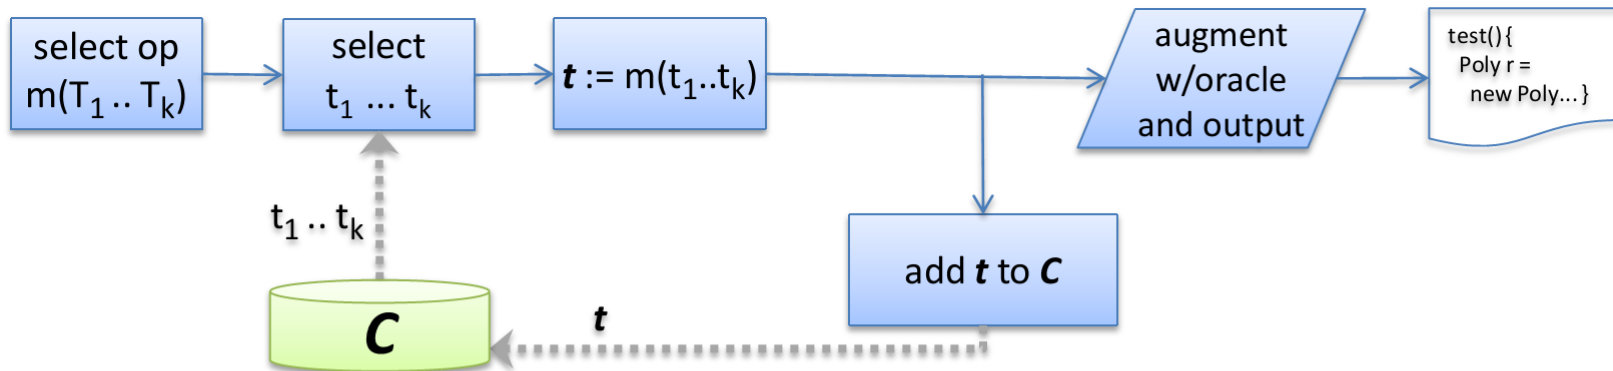 select op
m(T₁ .. Tₖ)
select
t₁ ... tₖ
t := m(t₁..tₖ)
augment
w/oracle
and output
test() {
Poly r =
new Poly... }
t₁ .. tₖ
add t to C
t
C